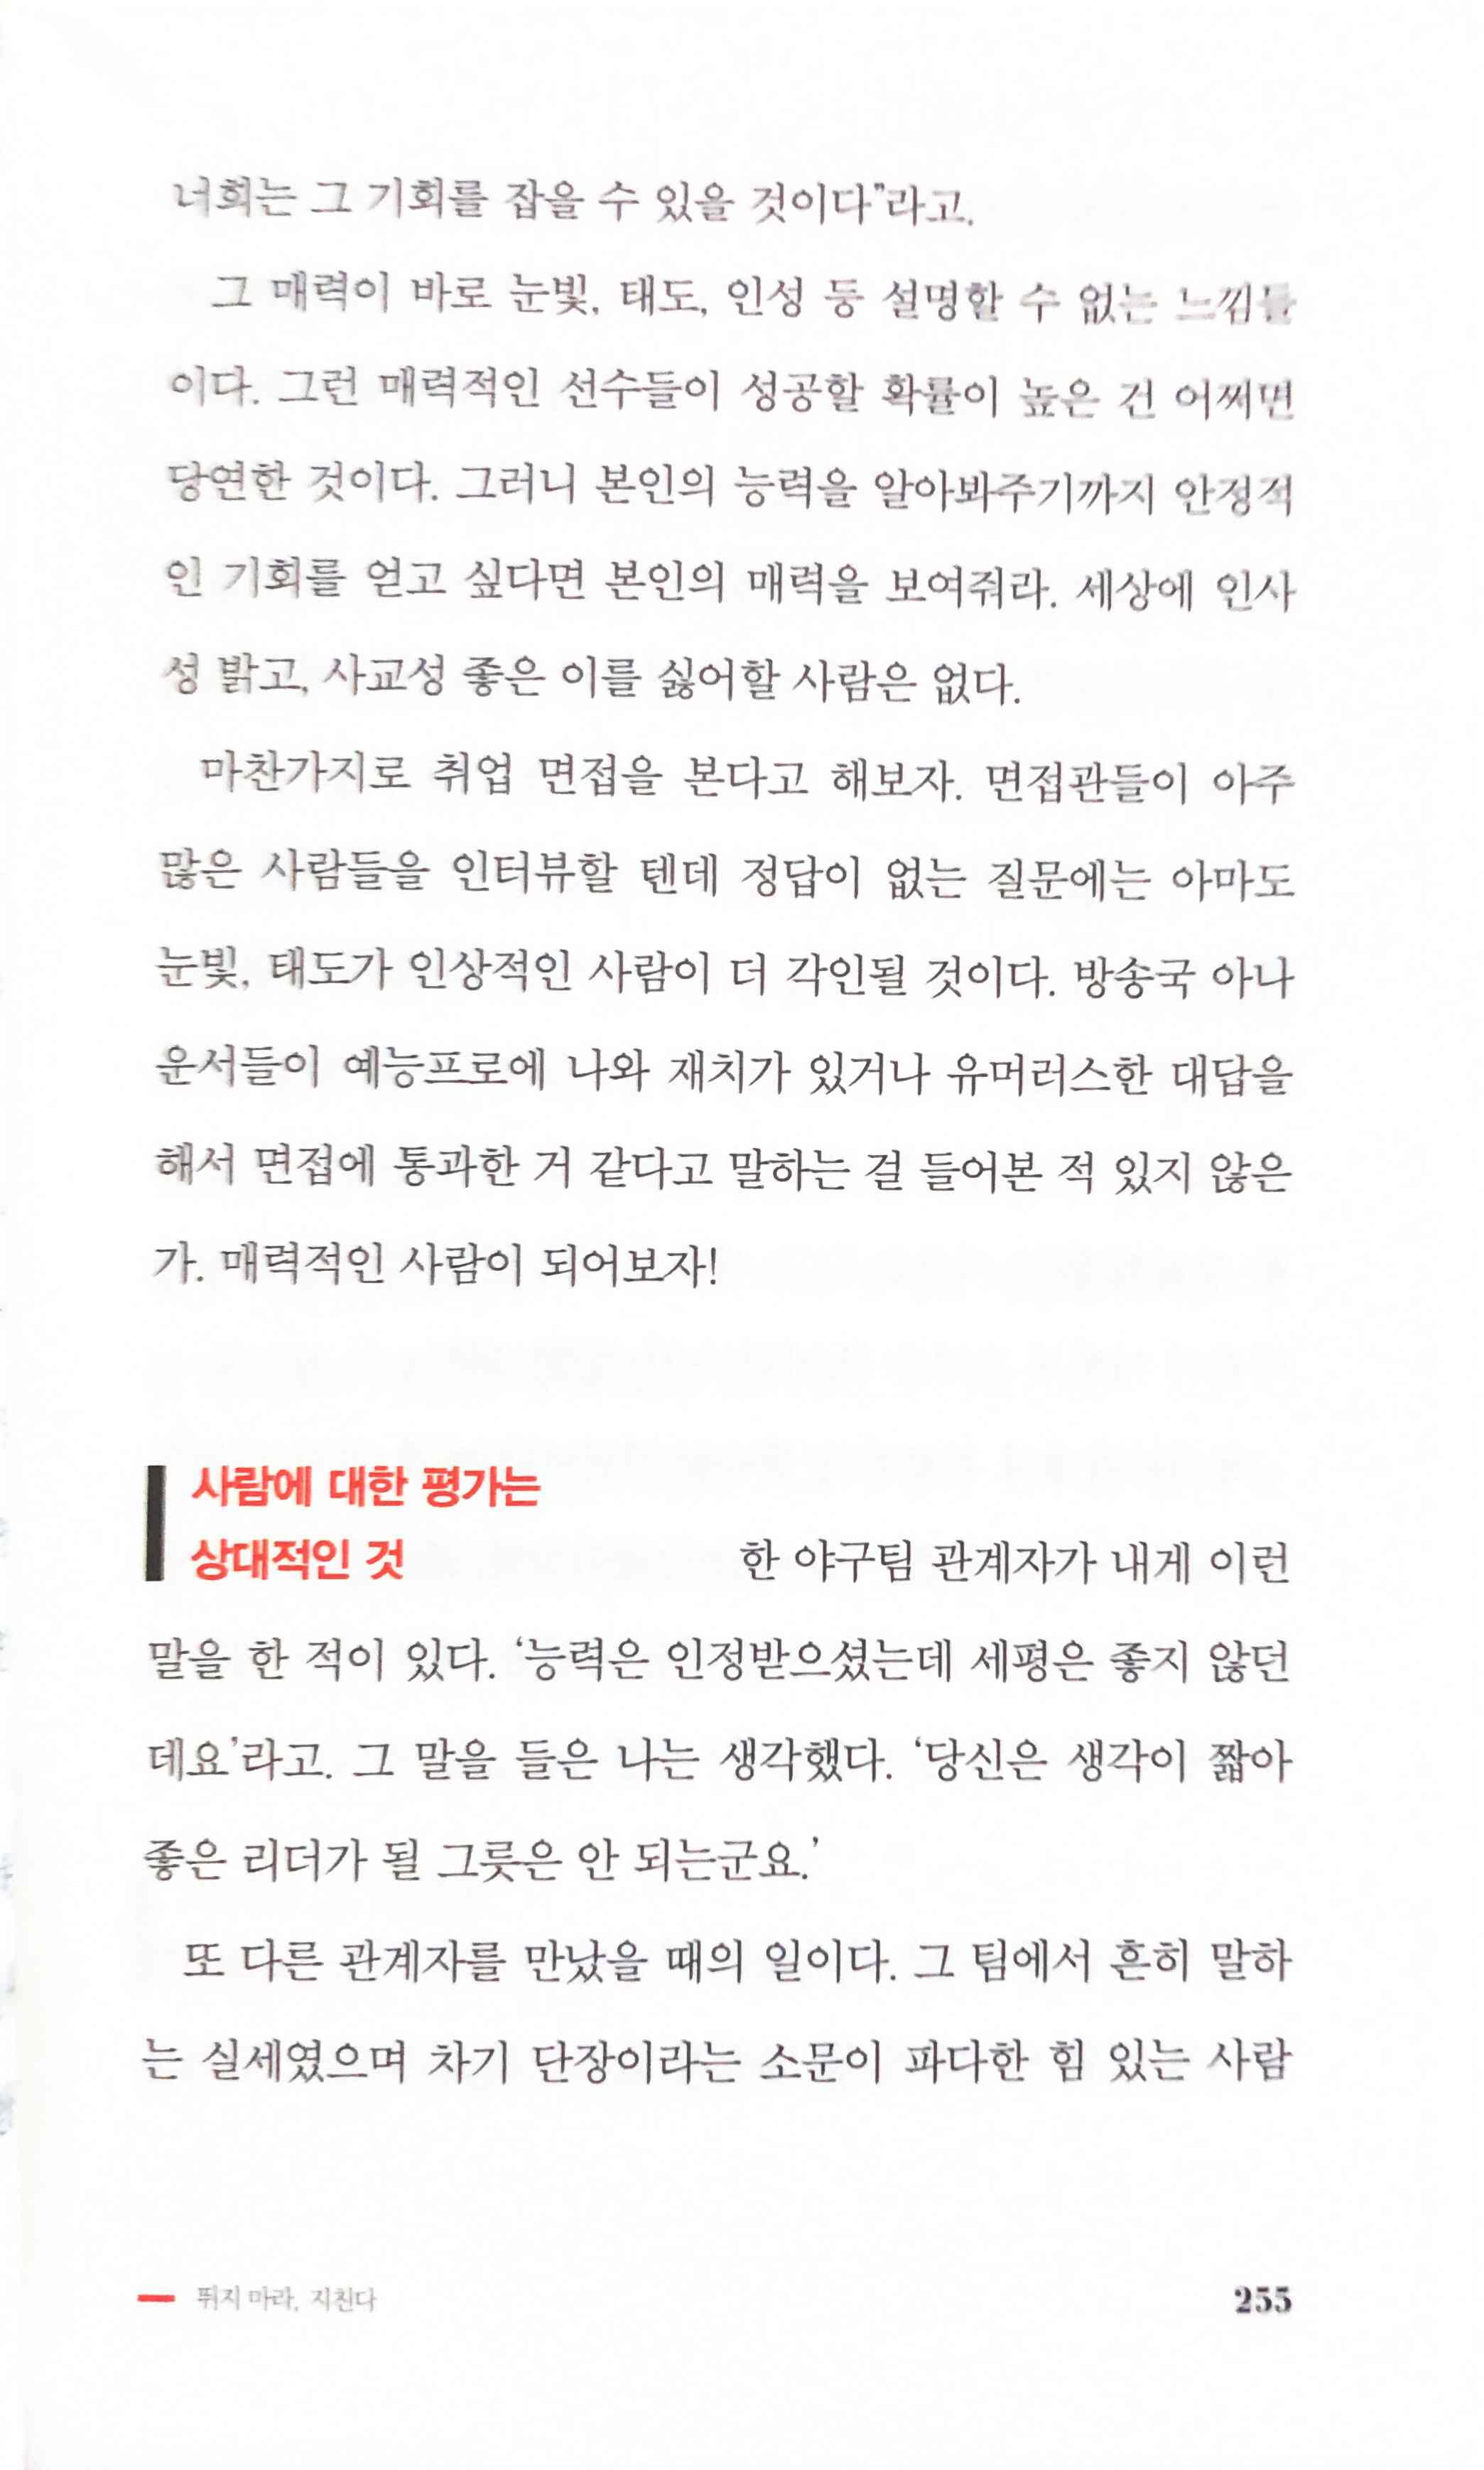 너희는 그 기회를 잡을 수 있을 것이다”라고.
그 매력이 바로 눈빛, 태도, 인성 등 설명할 수 없는 느낌들
이다. 그런 매력적인 선수들이 성공할 확률이 높은 건 어쩌면
당연한 것이다. 그러니 본인의 능력을 알아봐주기까지 안정적
인 기회를 얻고 싶다면 본인의 매력을 보여줘라. 세상에 인사
성 밝고, 사교성 좋은 이를 싫어할 사람은 없다.
마찬가지로 취업 면접을 본다고 해보자. 면접관들이 아주
많은 사람들을 인터뷰할 텐데 정답이 없는 질문에는 아마도
눈빛, 태도가 인상적인 사람이 더 각인될 것이다. 방송국 아나
운서들이 예능프로에 나와 재치가 있거나 유머러스한 대답을
해서 면접에 통과한 거 같다고 말하는 걸 들어본 적 있지 않은
가. 매력적인 사람이 되어보자!
사람에 대한 평가는
상대적인 것
한 야구팀 관계자가 내게 이런
말을 한 적이 있다. ‘능력은 인정받으셨는데 세평은 좋지 않던
데요’라고. 그 말을 들은 나는 생각했다. ‘당신은 생각이 짧아
좋은 리더가 될 그릇은 안 되는군요.’
또 다른 관계자를 만났을 때의 일이다. 그 팀에서 흔히 말하
는 실세였으며 차기 단장이라는 소문이 파다한 힘 있는 사람
뛰지 마라, 지친다
255